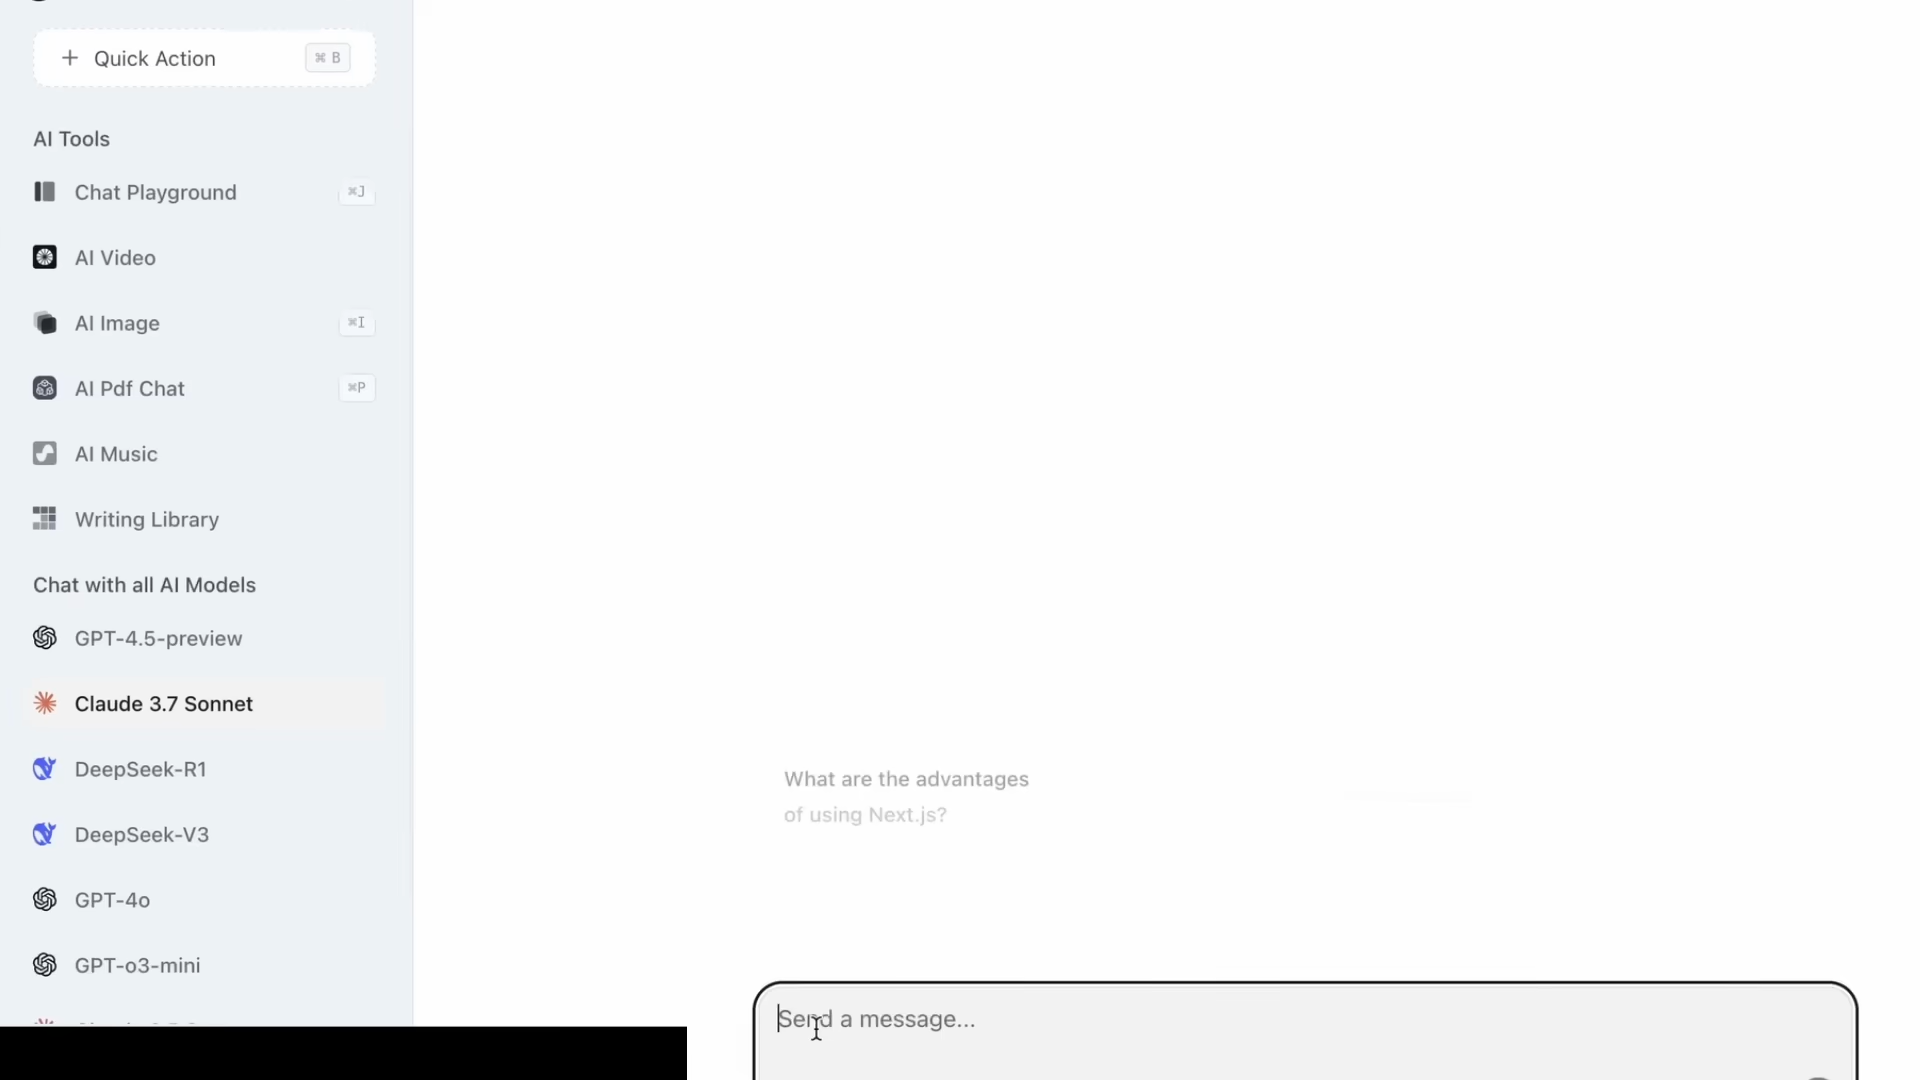 Quick Action ⌘ B
AI Tools
Chat Playground ⌘J
AI Video
AI Image ⌘I
AI Pdf Chat ⌘P
AI Music
Writing Library
Chat with all AI Models
GPT-4.5-preview
Claude 3.7 Sonnet
DeepSeek-R1
DeepSeek-V3
GPT-4o
GPT-o3-mini
What are the advantages
of using Next.js?
Send a message...